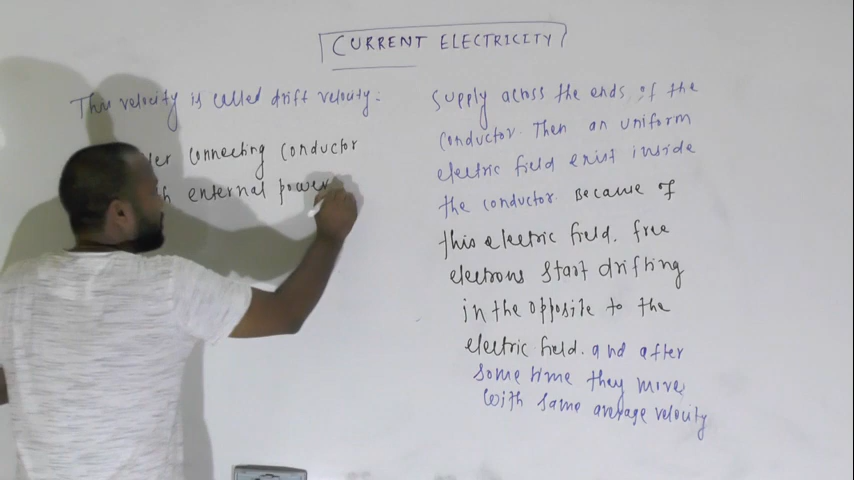 CURRENT ELECTRICITY
This velocity is called drift velocity.
connecting conductor
external power
Supply across the ends of the
conductor. Then an uniform
electric field exist inside
the conductor. Because of
this electric field. free
electrons start drifting
in the opposite to the
electric field. and after
some time they move
with same average velocity